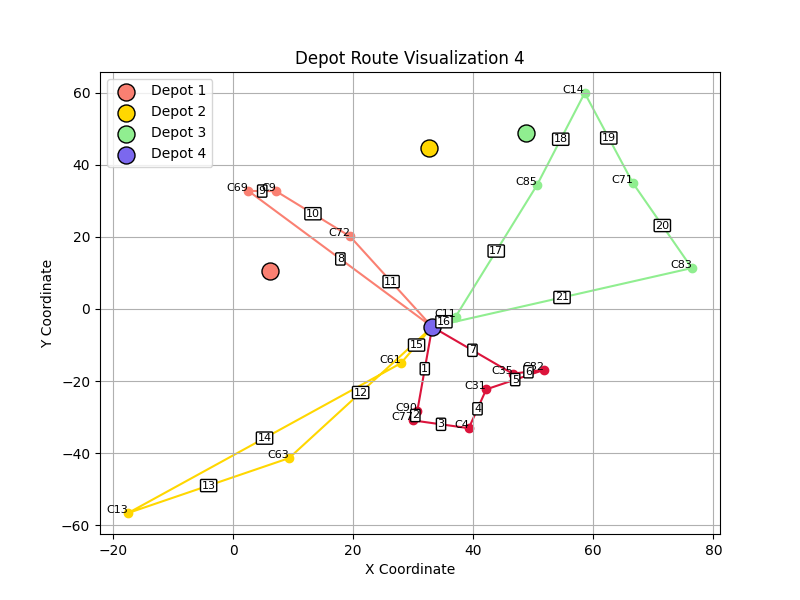 Depot Route Visualization 4
Depot 1
Depot 2
Depot 3
Depot 4
Y Coordinate
60
40
20
0
−20
−40
−60
−20
0
20
40
60
80
X Coordinate
C14
18
19
C85
C71
C69
9
C9
10
C72
20
17
8
C83
11
21
C11
16
15
7
C61
1
C35
C82
6
5
C31
12
C90
2
C77
4
3
C4
14
C63
13
C13